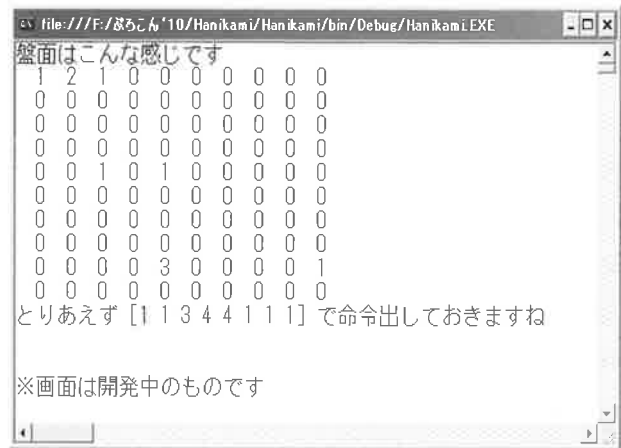 file:///F:/ぷろこん'10/Hanikami/Hanikami/bin/Debug/Hanikami.EXE
盤面はこんな感じです
1 2 1 0 0 0 0 0 0 0
0 0 0 0 0 0 0 0 0 0
0 0 0 0 0 0 0 0 0 0
0 0 0 0 0 0 0 0 0 0
0 0 1 0 1 0 0 0 0 0
0 0 0 0 0 0 0 0 0 0
0 0 0 0 0 0 0 0 0 0
0 0 0 0 0 0 0 0 0 0
0 0 0 0 3 0 0 0 0 1
0 0 0 0 0 0 0 0 0 0
とりあえず [1 1 3 4 4 1 1 1] で命令出しておきますね
※画面は開発中のものです